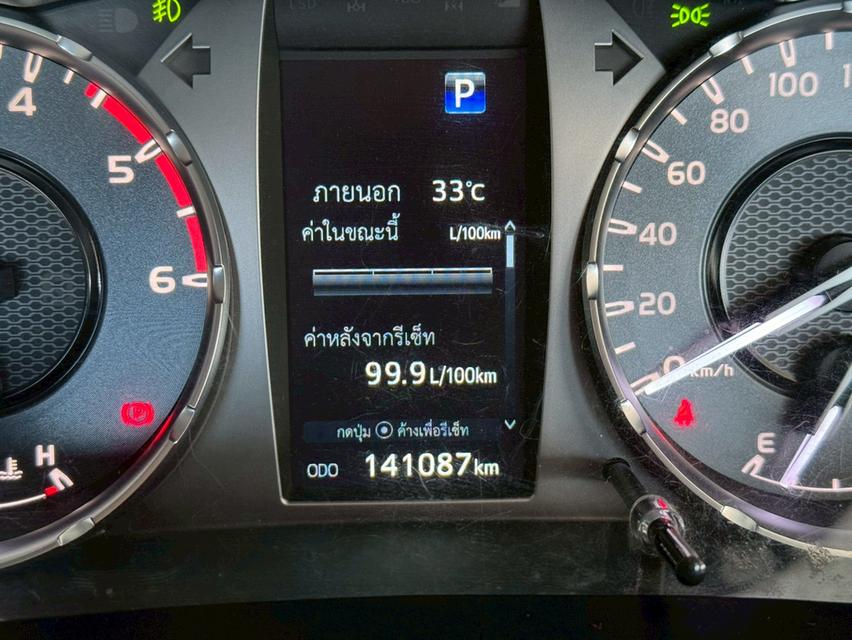 P
ภายนอก 33°c
ค่าในขณะนี้ L/100km
ค่าหลังจากรีเซ็ท
99.9 L/100km
กดปุ่ม ค้างเพื่อรีเซ็ท
ODO 141087 km
4
5
6
H
100
80
60
40
20
0
km/h
E